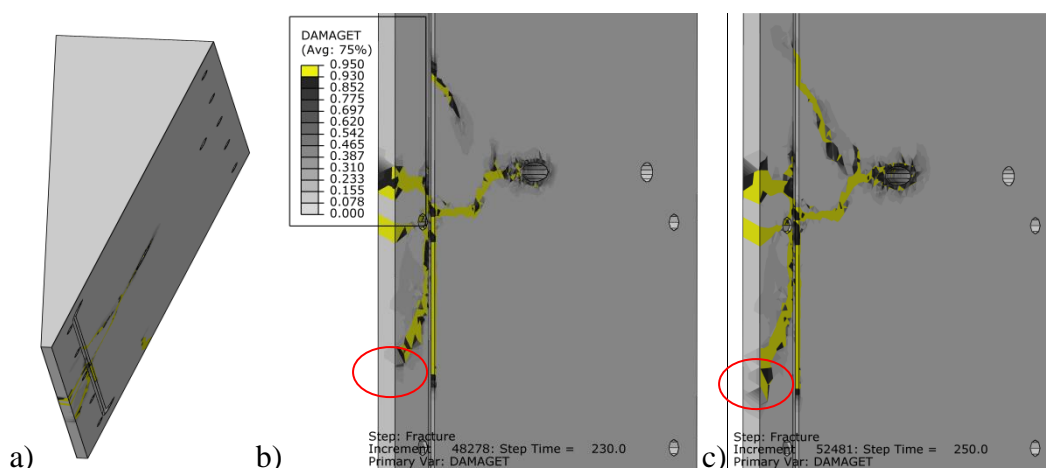 DAMAGET
(Avg: 75%)
0.950
0.930
0.852
0.775
0.697
0.620
0.542
0.465
0.387
0.310
0.233
0.155
0.078
0.000
a)
b)
Step: Fracture
Increment 48278: Step Time = 230.0
Primary Var: DAMAGET
c)
Step: Fracture
Increment 52481: Step Time = 250.0
Primary Var: DAMAGET